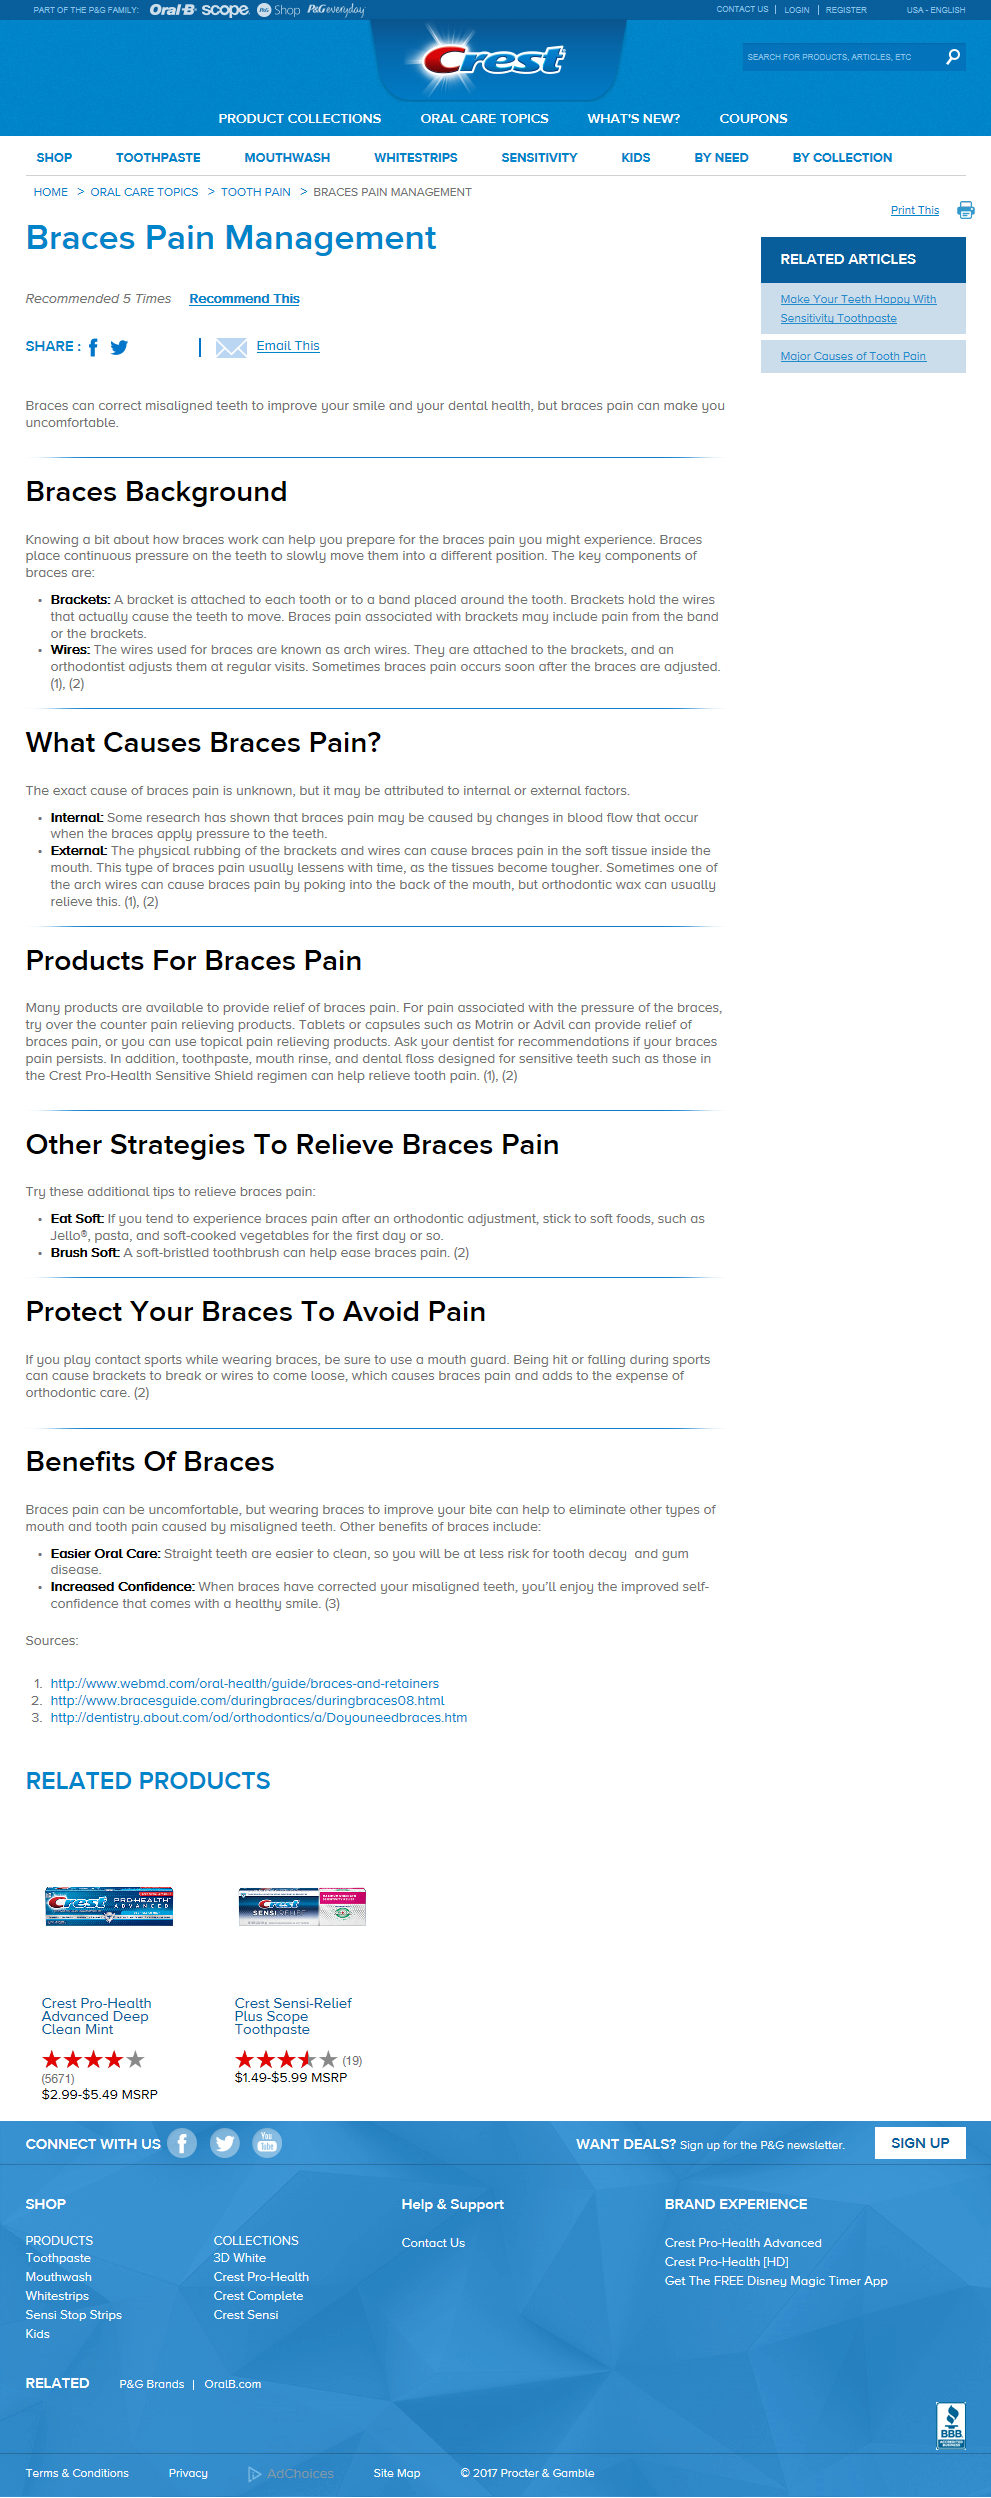 PART OF THE P&G FAMILY: Oral-B scope. P&G Shop P&G everyday
CONTACT US | LOGIN | REGISTER USA - ENGLISH
Crest
SEARCH FOR PRODUCTS, ARTICLES, ETC
PRODUCT COLLECTIONS ORAL CARE TOPICS WHAT'S NEW? COUPONS
SHOP TOOTHPASTE MOUTHWASH WHITESTRIPS SENSITIVITY KIDS BY NEED BY COLLECTION
HOME > ORAL CARE TOPICS > TOOTH PAIN > BRACES PAIN MANAGEMENT
Print This
Braces Pain Management
RELATED ARTICLES
Make Your Teeth Happy With
Sensitivity Toothpaste
Major Causes of Tooth Pain
Recommended 5 Times Recommend This
SHARE : | Email This
Braces can correct misaligned teeth to improve your smile and your dental health, but braces pain can make you
uncomfortable.
Braces Background
Knowing a bit about how braces work can help you prepare for the braces pain you might experience. Braces
place continuous pressure on the teeth to slowly move them into a different position. The key components of
braces are:
• Brackets: A bracket is attached to each tooth or to a band placed around the tooth. Brackets hold the wires
that actually cause the teeth to move. Braces pain associated with brackets may include pain from the band
or the brackets.
• Wires: The wires used for braces are known as arch wires. They are attached to the brackets, and an
orthodontist adjusts them at regular visits. Sometimes braces pain occurs soon after the braces are adjusted.
(1), (2)
What Causes Braces Pain?
The exact cause of braces pain is unknown, but it may be attributed to internal or external factors.
• Internal: Some research has shown that braces pain may be caused by changes in blood flow that occur
when the braces apply pressure to the teeth.
• External: The physical rubbing of the brackets and wires can cause braces pain in the soft tissue inside the
mouth. This type of braces pain usually lessens with time, as the tissues become tougher. Sometimes one of
the arch wires can cause braces pain by poking into the back of the mouth, but orthodontic wax can usually
relieve this. (1), (2)
Products For Braces Pain
Many products are available to provide relief of braces pain. For pain associated with the pressure of the braces,
try over the counter pain relieving products. Tablets or capsules such as Motrin or Advil can provide relief of
braces pain, or you can use topical pain relieving products. Ask your dentist for recommendations if your braces
pain persists. In addition, toothpaste, mouth rinse, and dental floss designed for sensitive teeth such as those in
the Crest Pro-Health Sensitive Shield regimen can help relieve tooth pain. (1), (2)
Other Strategies To Relieve Braces Pain
Try these additional tips to relieve braces pain:
• Eat Soft: If you tend to experience braces pain after an orthodontic adjustment, stick to soft foods, such as
Jello®, pasta, and soft-cooked vegetables for the first day or so.
• Brush Soft: A soft-bristled toothbrush can help ease braces pain. (2)
Protect Your Braces To Avoid Pain
If you play contact sports while wearing braces, be sure to use a mouth guard. Being hit or falling during sports
can cause brackets to break or wires to come loose, which causes braces pain and adds to the expense of
orthodontic care. (2)
Benefits Of Braces
Braces pain can be uncomfortable, but wearing braces to improve your bite can help to eliminate other types of
mouth and tooth pain caused by misaligned teeth. Other benefits of braces include:
• Easier Oral Care: Straight teeth are easier to clean, so you will be at less risk for tooth decay and gum
disease.
• Increased Confidence: When braces have corrected your misaligned teeth, you'll enjoy the improved self-
confidence that comes with a healthy smile. (3)
Sources:
1. http://www.webmd.com/oral-health/guide/braces-and-retainers
2. http://www.bracesguide.com/duringbraces/duringbraces08.html
3. http://dentistry.about.com/od/orthodontics/a/Doyouneedbraces.htm
RELATED PRODUCTS
Crest PRO-HEALTH
ADVANCED
Crest
SENSI RELIEF
Crest Pro-Health
Advanced Deep
Clean Mint
(5671)
$2.99-$5.49 MSRP
Crest Sensi-Relief
Plus Scope
Toothpaste
(19)
$1.49-$5.99 MSRP
CONNECT WITH US You Tube
WANT DEALS? Sign up for the P&G newsletter. SIGN UP
SHOP
PRODUCTS
Toothpaste
Mouthwash
Whitestrips
Sensi Stop Strips
Kids
COLLECTIONS
3D White
Crest Pro-Health
Crest Complete
Crest Sensi
Help & Support
Contact Us
BRAND EXPERIENCE
Crest Pro-Health Advanced
Crest Pro-Health [HD]
Get The FREE Disney Magic Timer App
RELATED P&G Brands | OralB.com
BBB
ACCREDITED
BUSINESS
Terms & Conditions Privacy AdChoices Site Map © 2017 Procter & Gamble